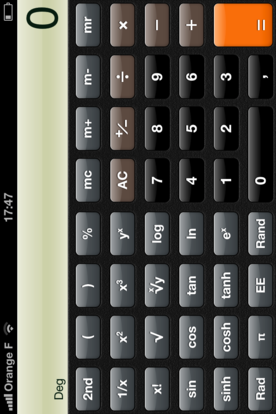 Orange F 17:47
0
Deg
2nd ( ) % mc m+ m- mr
1/x x² x³ yˣ AC +/− ÷ ×
x! √ ˣ√y log 7 8 9 −
sin cos tan ln 4 5 6 +
sinh cosh tanh eˣ 1 2 3 =
Rad π EE Rand 0 ,